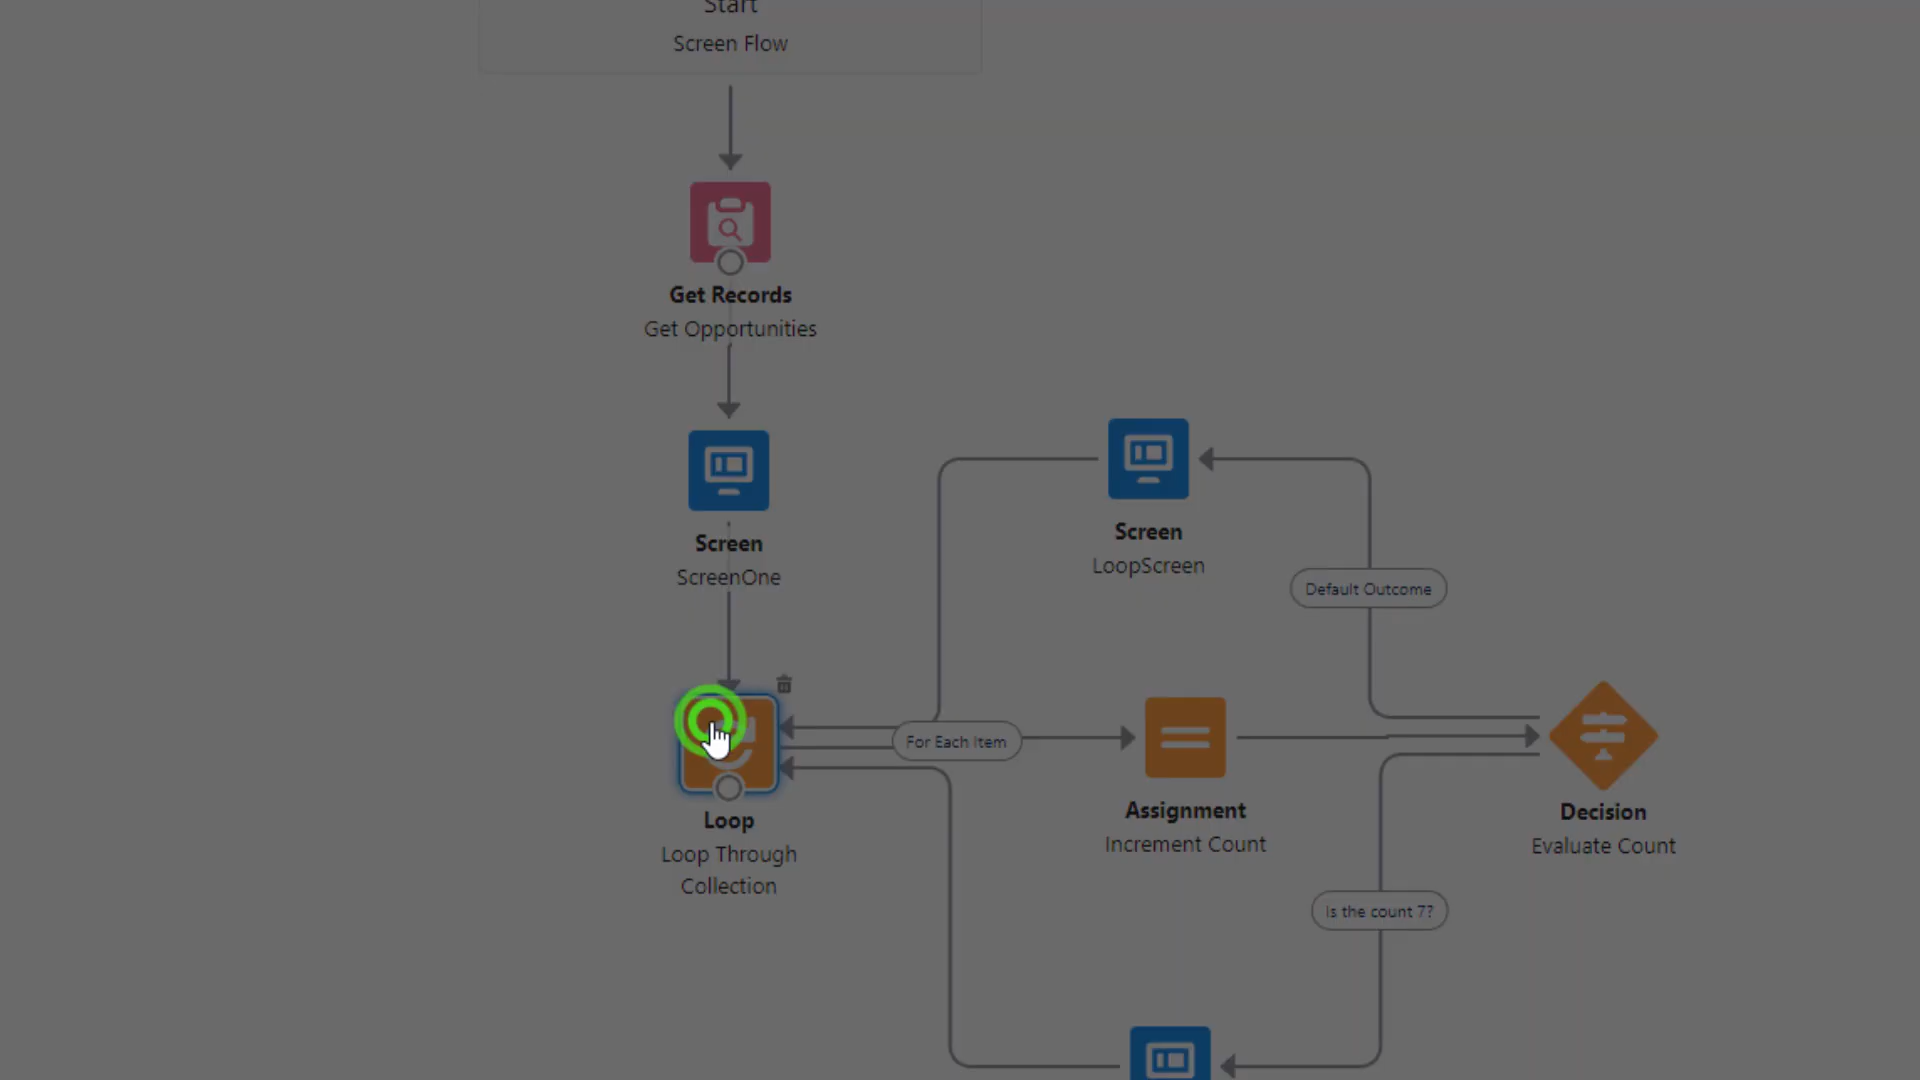 Start
Screen Flow
Get Records
Get Opportunities
Screen
ScreenOne
Screen
LoopScreen
Default Outcome
For Each Item
Loop
Loop Through
Collection
Assignment
Increment Count
Decision
Evaluate Count
Is the count 7?